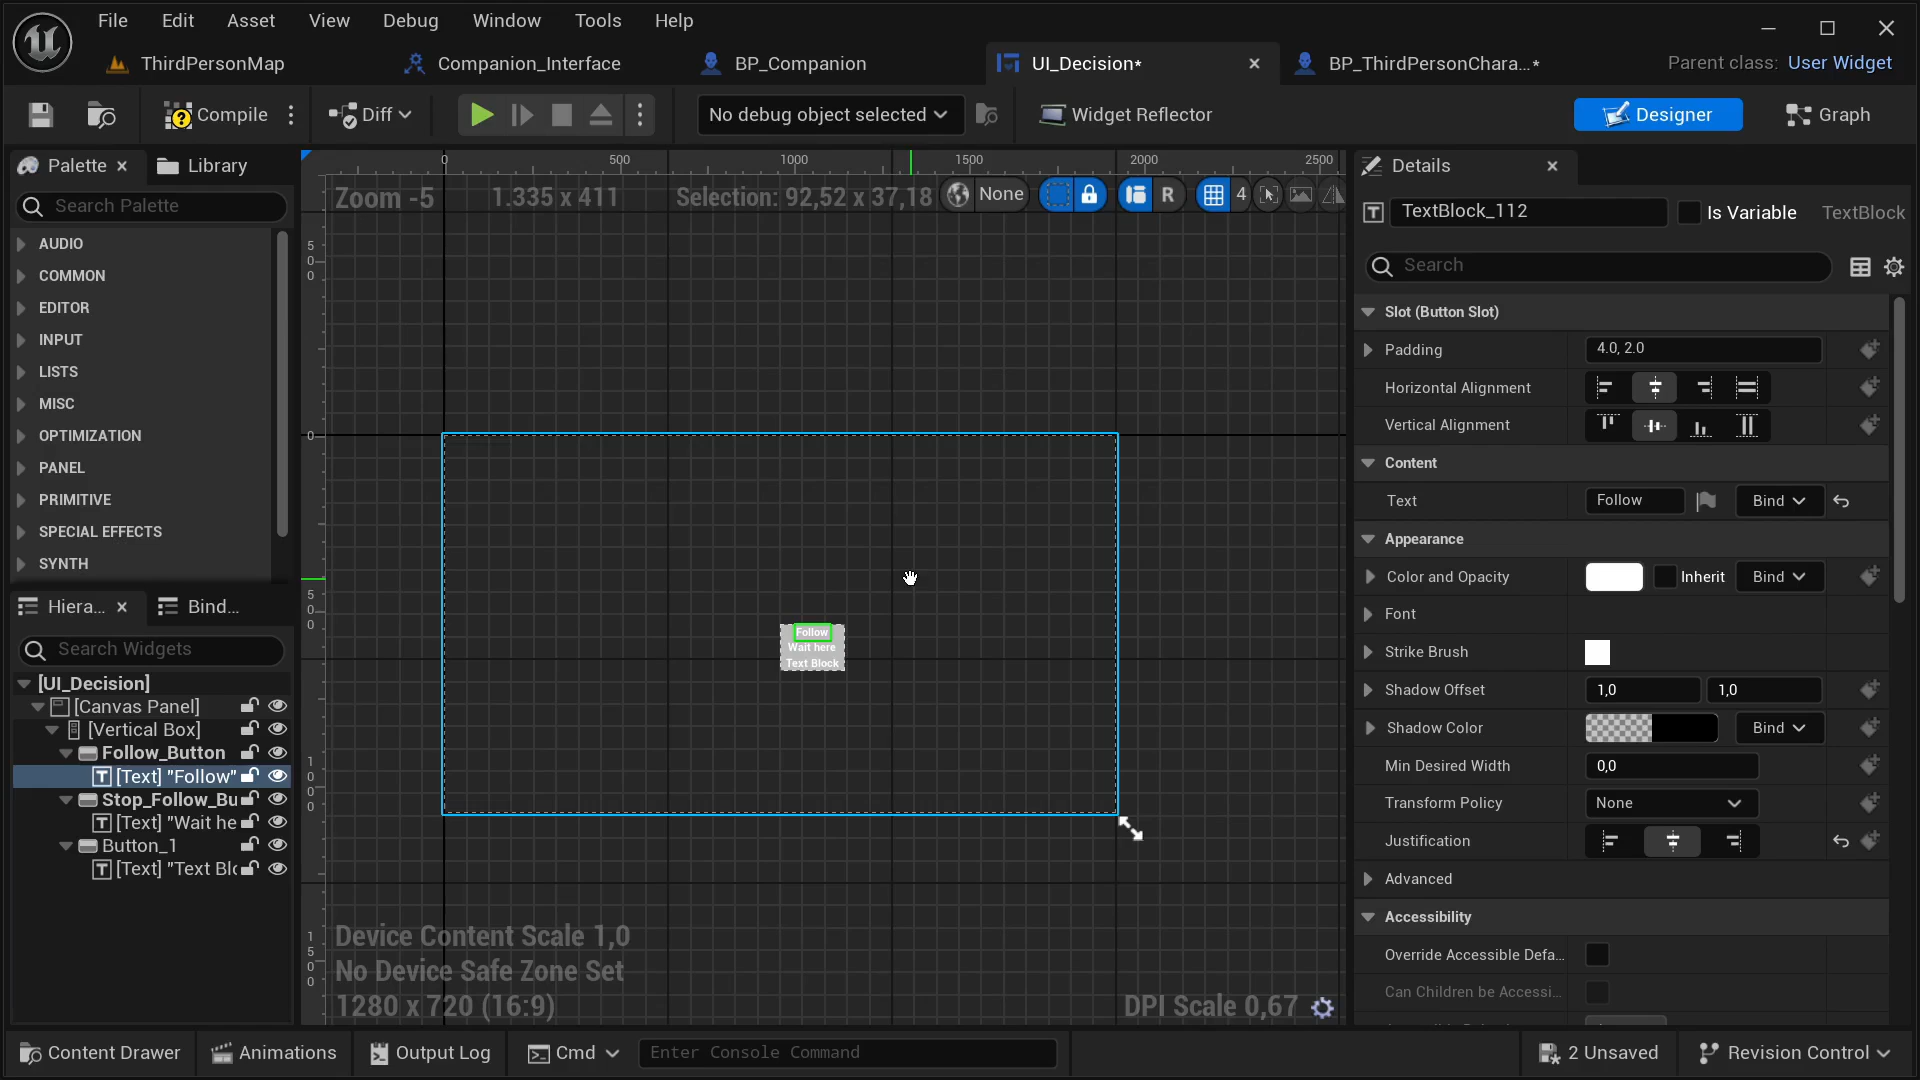 File Edit Asset View Debug Window Tools Help
ThirdPersonMap Companion_Interface BP_Companion UI_Decision* BP_ThirdPersonChara...* Parent class: User Widget
Compile Diff No debug object selected Widget Reflector Designer Graph
Palette Library
Search Palette
AUDIO
COMMON
EDITOR
INPUT
LISTS
MISC
OPTIMIZATION
PANEL
PRIMITIVE
SPECIAL EFFECTS
SYNTH
Hiera... Bind...
Search Widgets
[UI_Decision]
[Canvas Panel]
[Vertical Box]
Follow_Button
[Text] "Follow"
Stop_Follow_Bu
[Text] "Wait he
Button_1
[Text] "Text Blo
0 500 1000 1500 2000 2500
Zoom -5 1.335 x 411 Selection: 92,52 x 37,18 None R 4
500
0
500
1000
1500
Follow
Wait here
Text Block
Device Content Scale 1,0
No Device Safe Zone Set
1280 x 720 (16:9) DPI Scale 0,67
Details
TextBlock_112 Is Variable TextBlock
Search
Slot (Button Slot)
Padding 4.0, 2.0
Horizontal Alignment
Vertical Alignment
Content
Text Follow Bind
Appearance
Color and Opacity Inherit Bind
Font
Strike Brush
Shadow Offset 1,0 1,0
Shadow Color Bind
Min Desired Width 0,0
Transform Policy None
Justification
Advanced
Accessibility
Override Accessible Defa...
Can Children be Accessi...
Content Drawer Animations Output Log Cmd Enter Console Command 2 Unsaved Revision Control